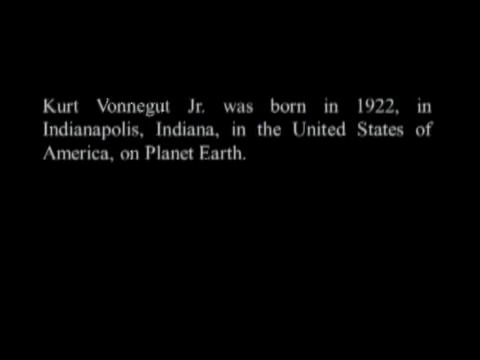 Kurt Vonnegut Jr. was born in 1922, in
Indianapolis, Indiana, in the United States of
America, on Planet Earth.